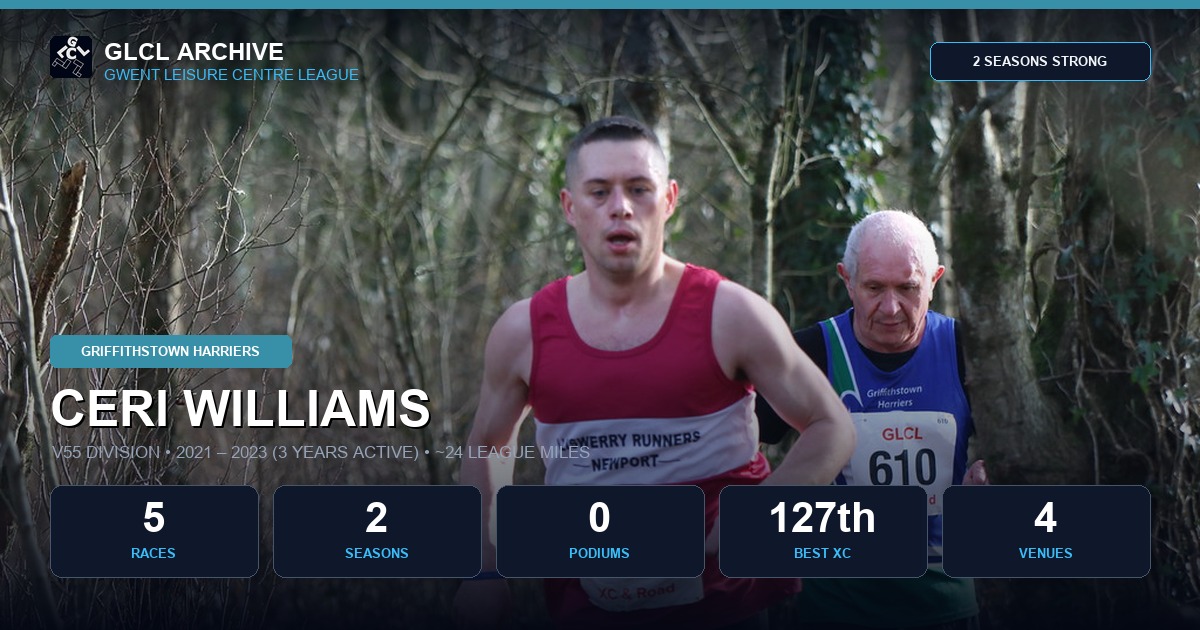 GC
GLCL ARCHIVE
GWENT LEISURE CENTRE LEAGUE
2 SEASONS STRONG
GRIFFITHSTOWN HARRIERS
CERI WILLIAMS
V55 DIVISION • 2021 – 2023 (3 YEARS ACTIVE) • ~24 LEAGUE MILES
Griffithstown
Harriers
GLCL
610
610
RUNNERS
NEWPORT
5
RACES
2
SEASONS
0
PODIUMS
127th
BEST XC
4
VENUES
XC & Road